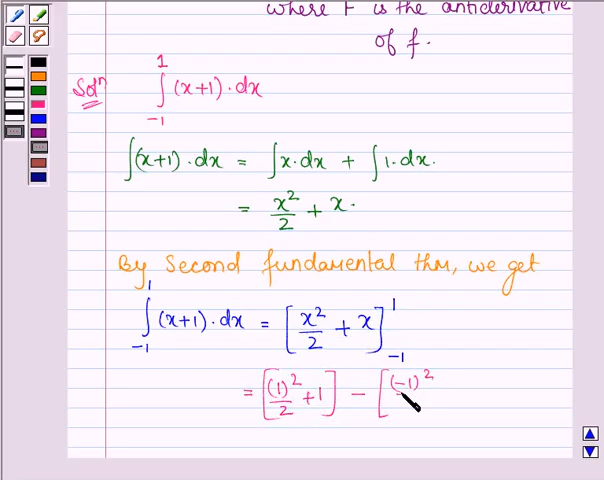 where F is the antiderivative
of f.
Solⁿ ∫₋₁¹ (x+1)·dx
∫(x+1)·dx = ∫x·dx + ∫1·dx.
= x²/2 + x.
By Second fundamental thm, we get
∫₋₁¹ (x+1)·dx = [x²/2 + x]₋₁¹
= [(1)²/2 + 1] − [(-1)²